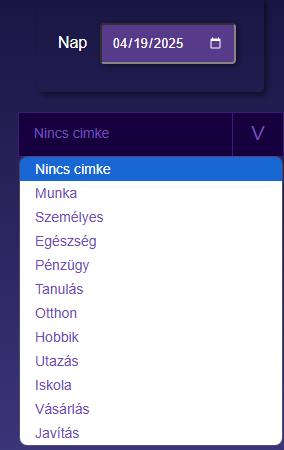 Nap 04/19/2025
Nincs cimke V
Nincs cimke
Munka
Személyes
Egészség
Pénzügy
Tanulás
Otthon
Hobbik
Utazás
Iskola
Vásárlás
Javítás